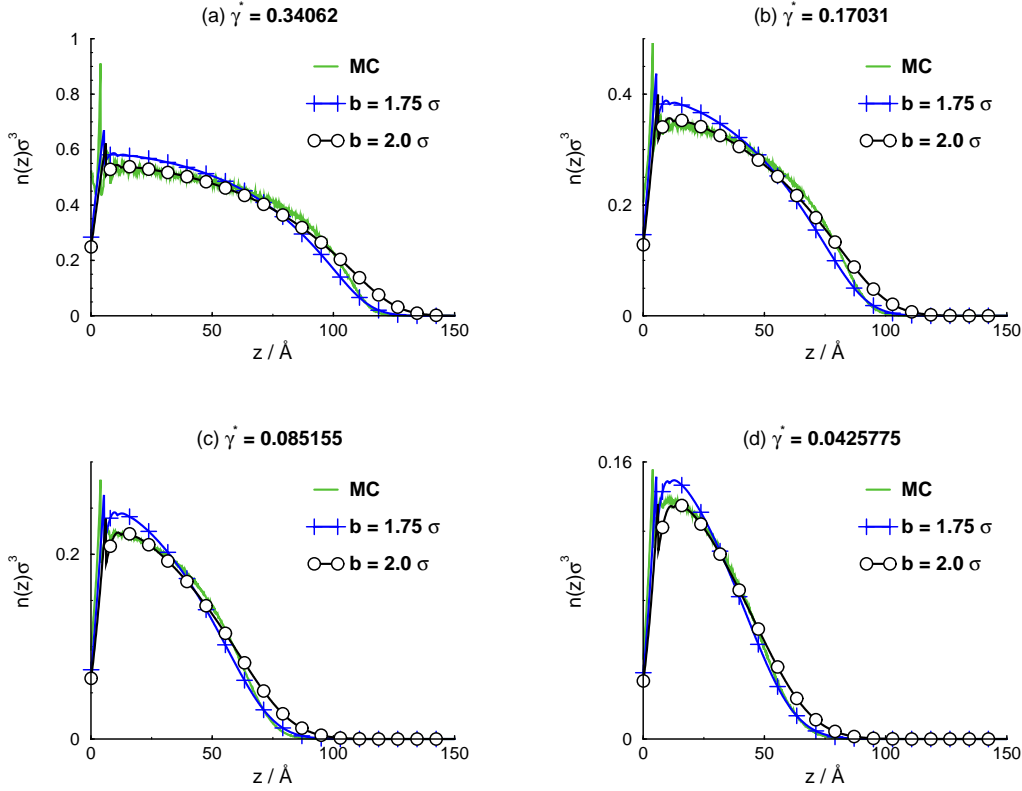 (a) γ* = 0.34062
1
0.8
0.6
0.4
0.2
0
n(z)σ³
MC
b = 1.75 σ
b = 2.0 σ
0 50 100 150
z / Å
(b) γ* = 0.17031
0.4
0.2
0
n(z)σ³
MC
b = 1.75 σ
b = 2.0 σ
0 50 100 150
z / Å
(c) γ* = 0.085155
0.2
0
n(z)σ³
MC
b = 1.75 σ
b = 2.0 σ
0 50 100 150
z / Å
(d) γ* = 0.0425775
0.16
0
n(z)σ³
MC
b = 1.75 σ
b = 2.0 σ
0 50 100 150
z / Å